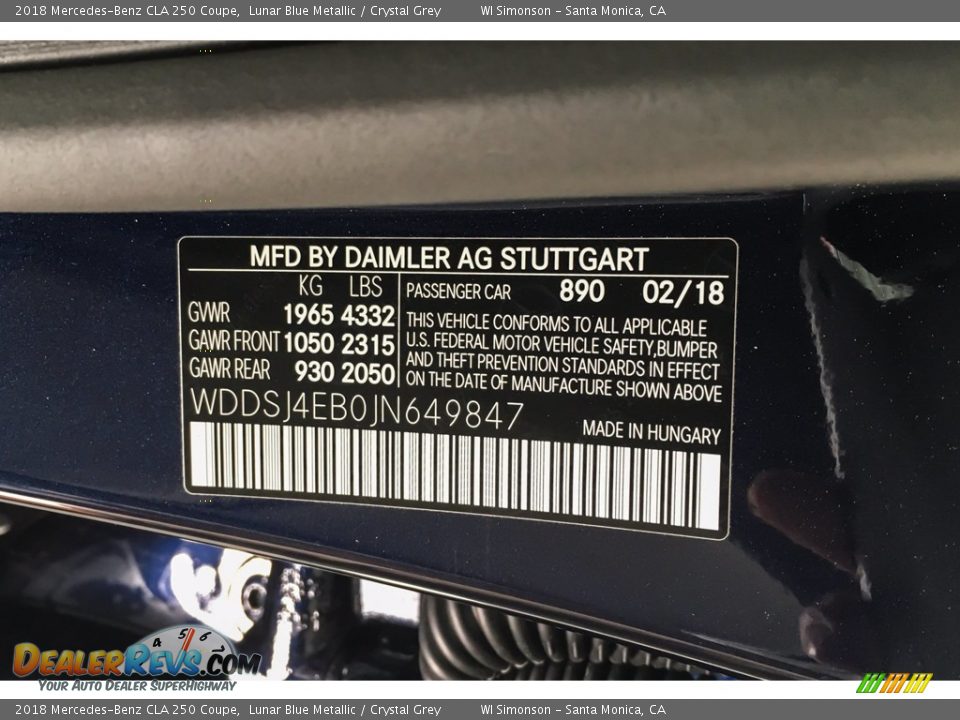 2018 Mercedes-Benz CLA 250 Coupe, Lunar Blue Metallic / Crystal Grey WI Simonson - Santa Monica, CA
MFD BY DAIMLER AG STUTTGART
KG LBS
GVWR 1965 4332
GAWR FRONT 1050 2315
GAWR REAR 930 2050
PASSENGER CAR 890 02/18
THIS VEHICLE CONFORMS TO ALL APPLICABLE
U.S. FEDERAL MOTOR VEHICLE SAFETY,BUMPER
AND THEFT PREVENTION STANDARDS IN EFFECT
ON THE DATE OF MANUFACTURE SHOWN ABOVE
WDDSJ4EB0JN649847
MADE IN HUNGARY
4 5 6
DEALERREVS.COM
YOUR AUTO DEALER SUPERHIGHWAY
2018 Mercedes-Benz CLA 250 Coupe, Lunar Blue Metallic / Crystal Grey WI Simonson - Santa Monica, CA